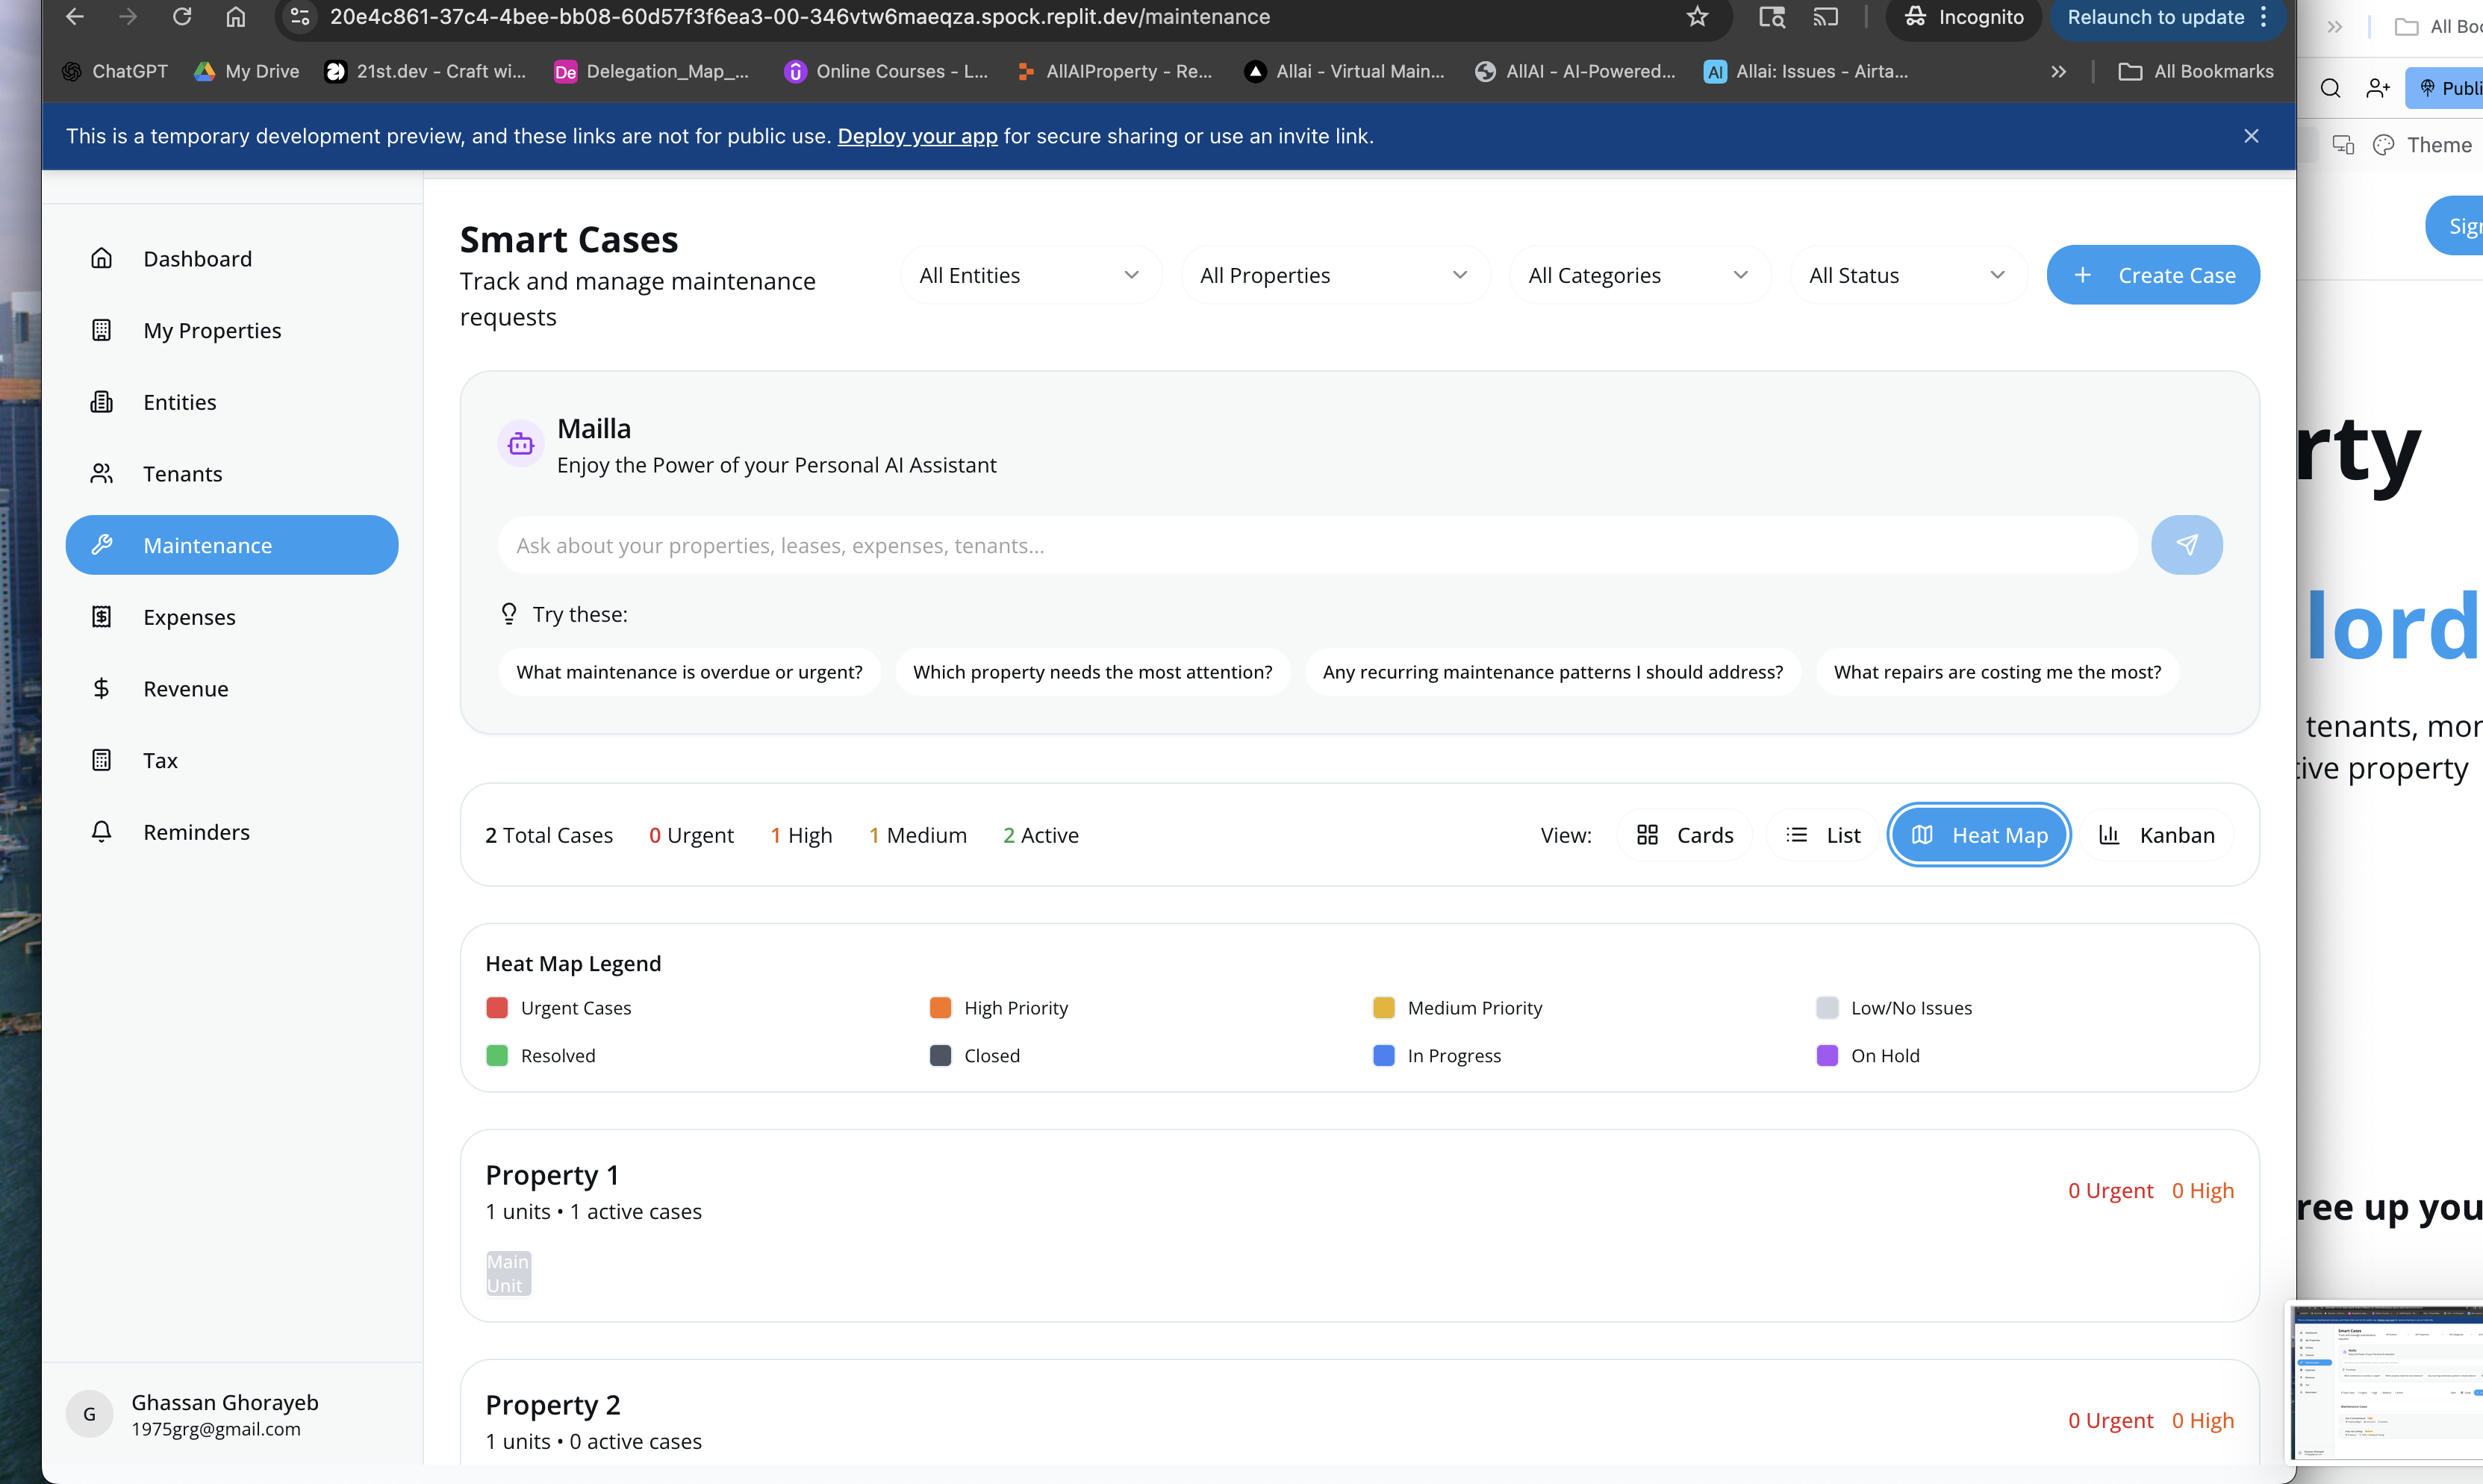 20e4c861-37c4-4bee-bb08-60d57f3f6ea3-00-346vtw6maeqza.spock.replit.dev/maintenance
Incognito
Relaunch to update
ChatGPT
My Drive
21st.dev - Craft wi...
Delegation_Map_...
Online Courses - L...
AllAIProperty - Re...
Allai - Virtual Main...
AllAI - AI-Powered...
Allai: Issues - Airta...
All Bookmarks
This is a temporary development preview, and these links are not for public use. Deploy your app for secure sharing or use an invite link.
Dashboard
My Properties
Entities
Tenants
Maintenance
Expenses
Revenue
Tax
Reminders
G
Ghassan Ghorayeb
1975grg@gmail.com
Smart Cases
Track and manage maintenance
requests
All Entities
All Properties
All Categories
All Status
+ Create Case
Mailla
Enjoy the Power of your Personal AI Assistant
Ask about your properties, leases, expenses, tenants...
Try these:
What maintenance is overdue or urgent?
Which property needs the most attention?
Any recurring maintenance patterns I should address?
What repairs are costing me the most?
2 Total Cases 0 Urgent 1 High 1 Medium 2 Active
View: Cards List Heat Map Kanban
Heat Map Legend
Urgent Cases High Priority Medium Priority Low/No Issues
Resolved Closed In Progress On Hold
Property 1
1 units • 1 active cases
0 Urgent 0 High
Main
Unit
Property 2
1 units • 0 active cases
0 Urgent 0 High
All Boo
Publi
Theme
Sig
rty
lord
tenants, mor
tive property
ree up you